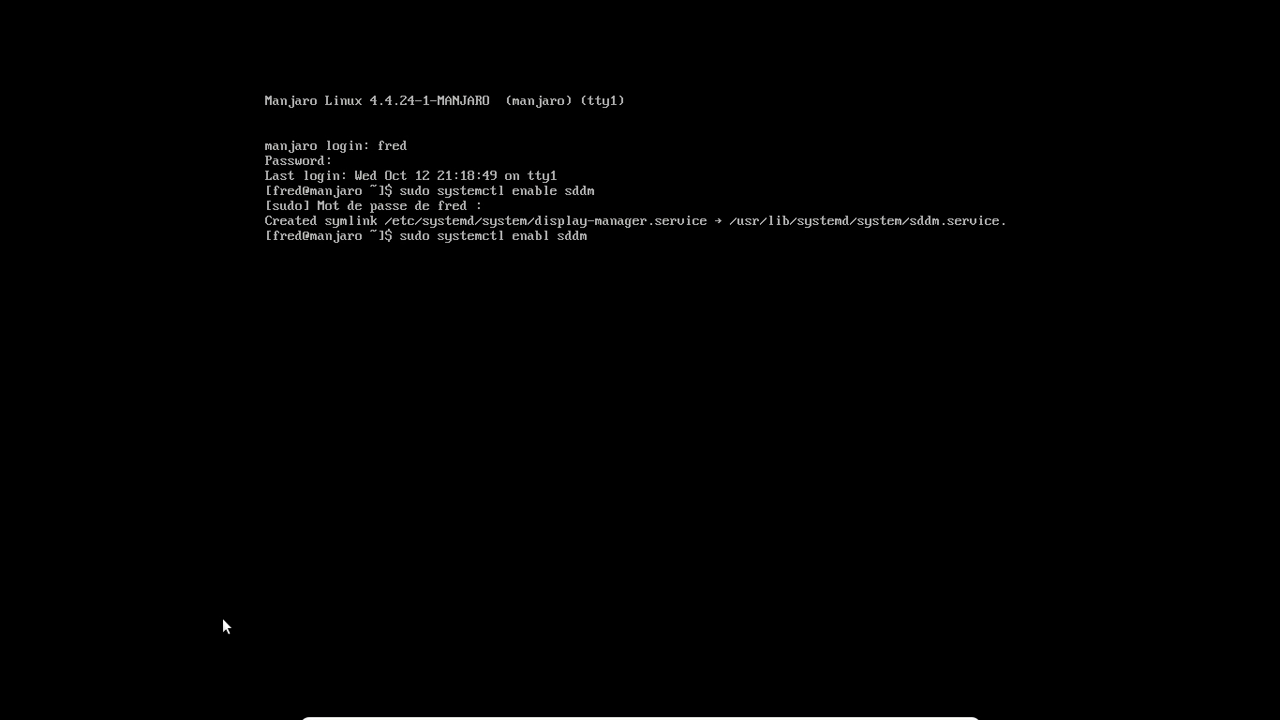 Manjaro Linux 4.4.24-1-MANJARO  (manjaro) (tty1)
manjaro login: fred
Password:
Last login: Wed Oct 12 21:18:49 on tty1
[fred@manjaro ~]$ sudo systemctl enable sddm
[sudo] Mot de passe de fred :
Created symlink /etc/systemd/system/display-manager.service → /usr/lib/systemd/system/sddm.service.
[fred@manjaro ~]$ sudo systemctl enabl sddm